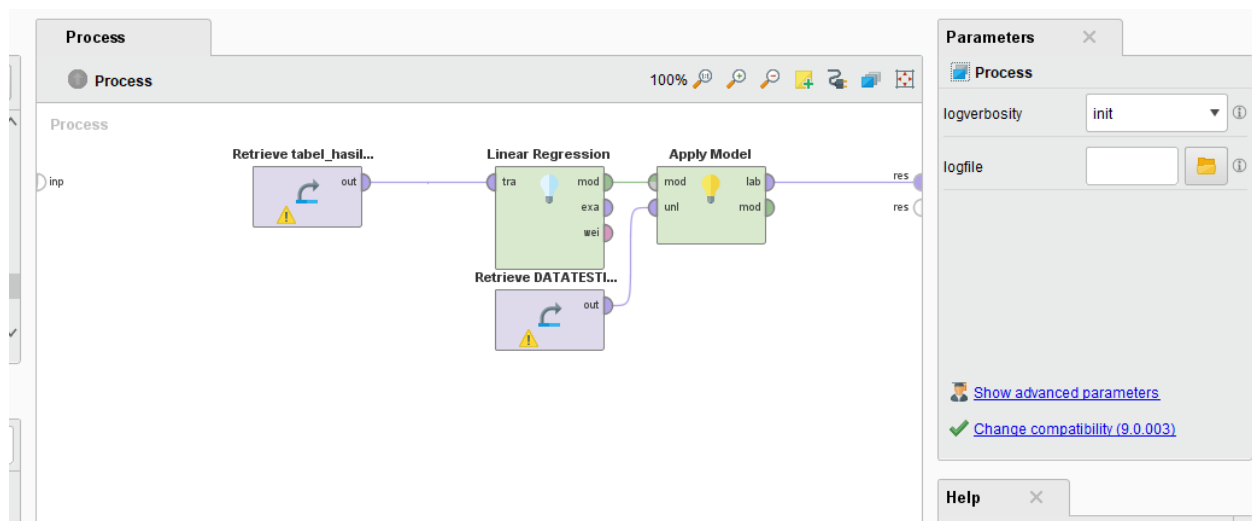 Process
Process
100%
Process
inp
Retrieve tabel_hasil...
out
Linear Regression
tra
mod
exa
wei
Apply Model
mod
lab
unl
mod
res
res
Retrieve DATATESTI...
out
Parameters
Process
logverbosity
init
logfile
Show advanced parameters
Change compatibility (9.0.003)
Help